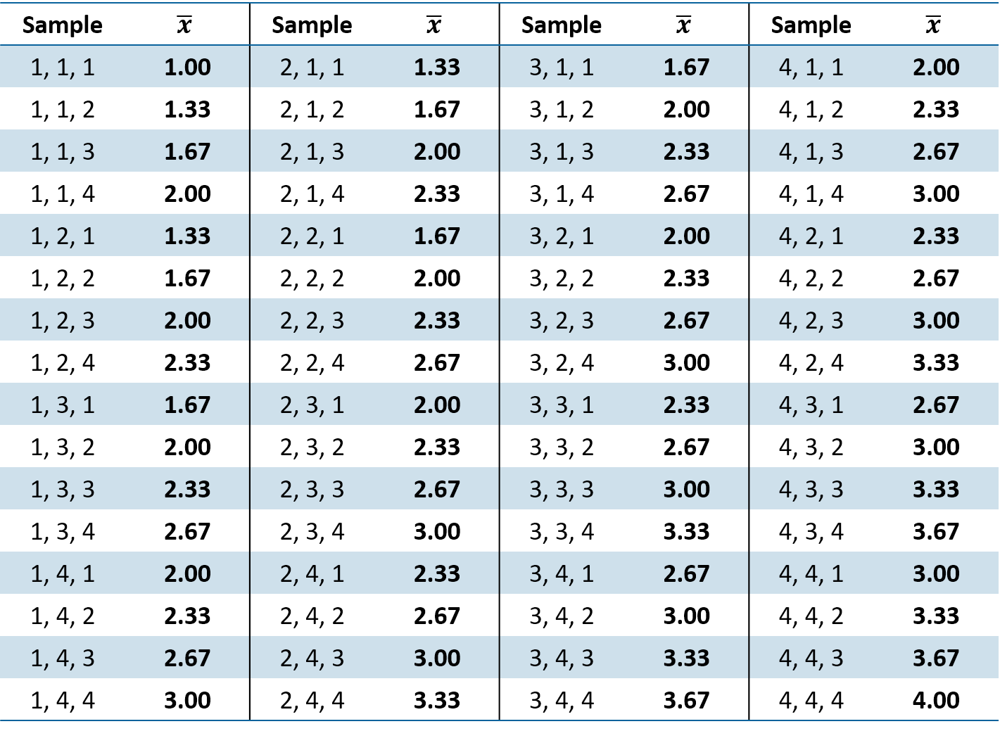 Sample x̄ Sample x̄ Sample x̄ Sample x̄
1, 1, 1 1.00 2, 1, 1 1.33 3, 1, 1 1.67 4, 1, 1 2.00
1, 1, 2 1.33 2, 1, 2 1.67 3, 1, 2 2.00 4, 1, 2 2.33
1, 1, 3 1.67 2, 1, 3 2.00 3, 1, 3 2.33 4, 1, 3 2.67
1, 1, 4 2.00 2, 1, 4 2.33 3, 1, 4 2.67 4, 1, 4 3.00
1, 2, 1 1.33 2, 2, 1 1.67 3, 2, 1 2.00 4, 2, 1 2.33
1, 2, 2 1.67 2, 2, 2 2.00 3, 2, 2 2.33 4, 2, 2 2.67
1, 2, 3 2.00 2, 2, 3 2.33 3, 2, 3 2.67 4, 2, 3 3.00
1, 2, 4 2.33 2, 2, 4 2.67 3, 2, 4 3.00 4, 2, 4 3.33
1, 3, 1 1.67 2, 3, 1 2.00 3, 3, 1 2.33 4, 3, 1 2.67
1, 3, 2 2.00 2, 3, 2 2.33 3, 3, 2 2.67 4, 3, 2 3.00
1, 3, 3 2.33 2, 3, 3 2.67 3, 3, 3 3.00 4, 3, 3 3.33
1, 3, 4 2.67 2, 3, 4 3.00 3, 3, 4 3.33 4, 3, 4 3.67
1, 4, 1 2.00 2, 4, 1 2.33 3, 4, 1 2.67 4, 4, 1 3.00
1, 4, 2 2.33 2, 4, 2 2.67 3, 4, 2 3.00 4, 4, 2 3.33
1, 4, 3 2.67 2, 4, 3 3.00 3, 4, 3 3.33 4, 4, 3 3.67
1, 4, 4 3.00 2, 4, 4 3.33 3, 4, 4 3.67 4, 4, 4 4.00